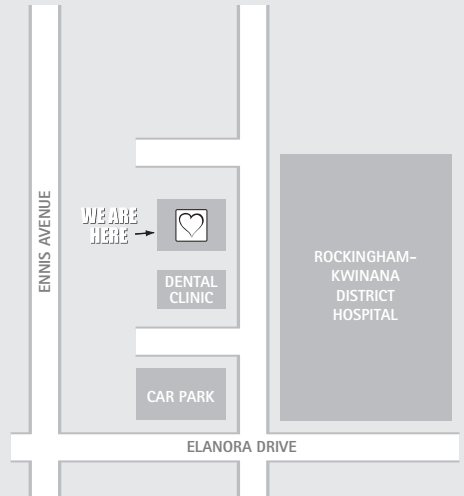 ENNIS AVENUE
WE ARE
HERE
DENTAL
CLINIC
CAR PARK
ROCKINGHAM–
KWINANA
DISTRICT
HOSPITAL
ELANORA DRIVE